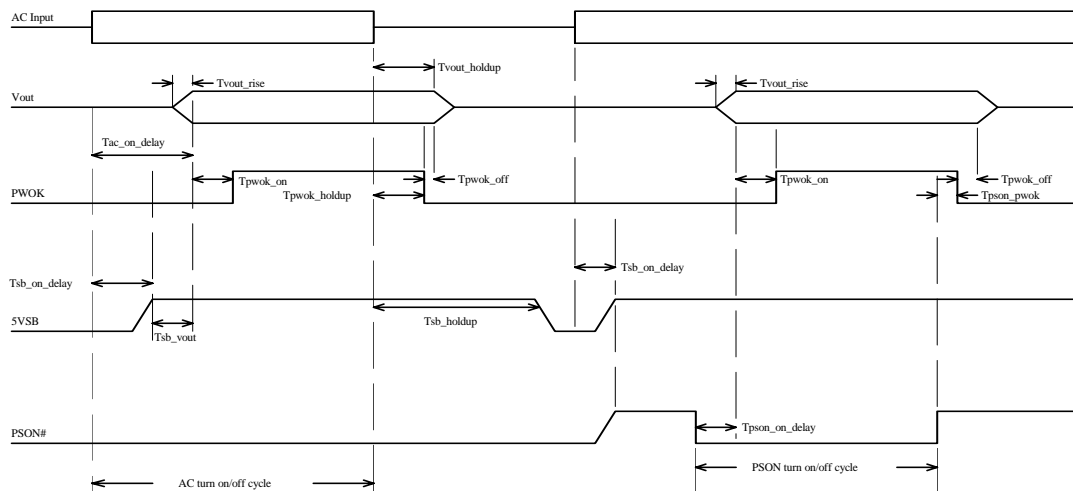 AC Input
Tvout_holdup
Tvout_rise
Tvout_rise
Vout
Tac_on_delay
Tpwok_on
Tpwok_off
Tpwok_on
Tpwok_off
PWOK
Tpwok_holdup
Tpson_pwok
Tsb_on_delay
Tsb_on_delay
5VSB
Tsb_vout
Tsb_holdup
PSON#
Tpson_on_delay
AC turn on/off cycle
PSON turn on/off cycle